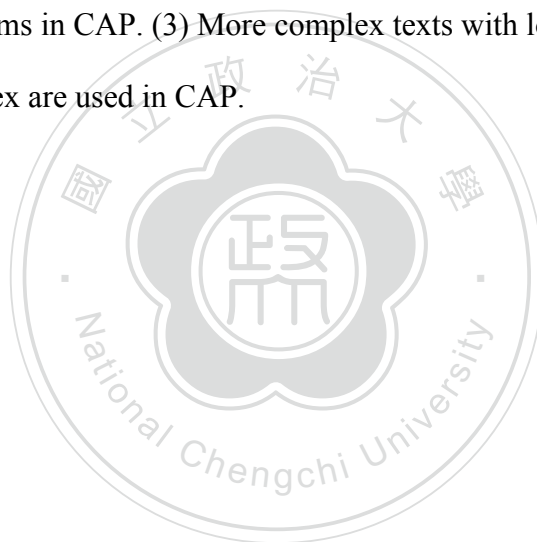 ms in CAP. (3) More complex texts with l
ex are used in CAP.
國立政治大學
政
National Chengchi University